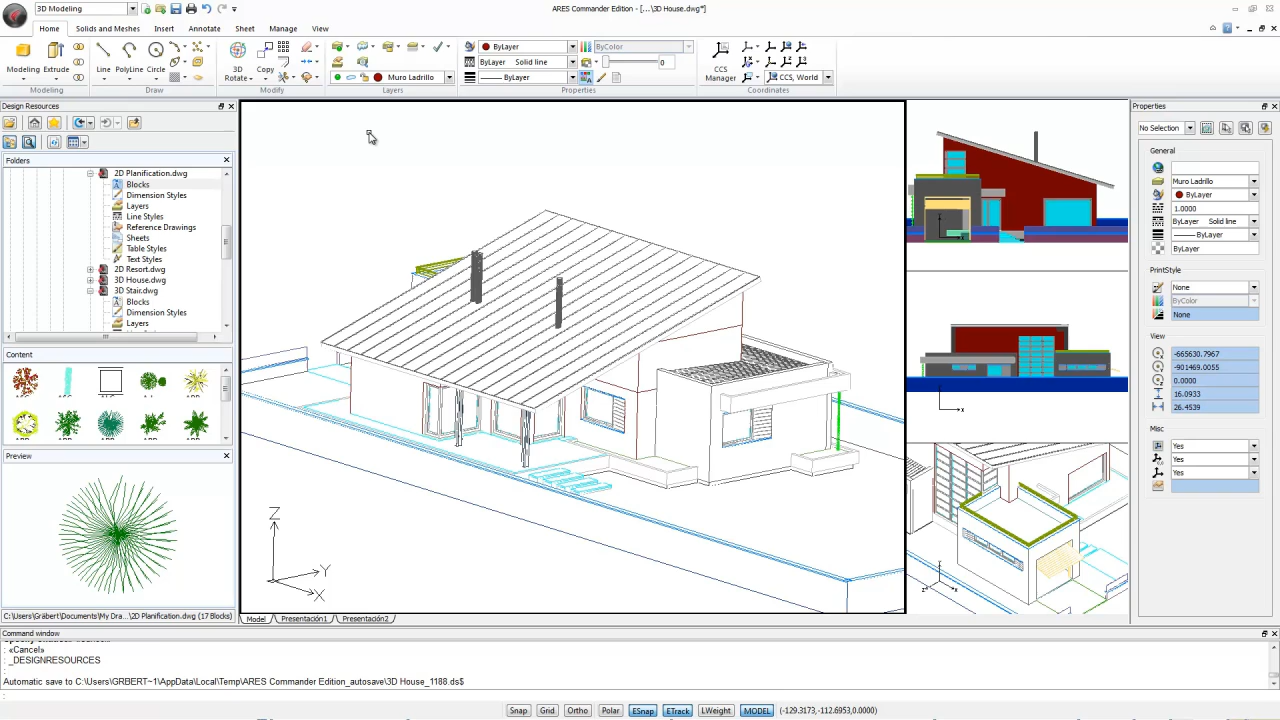 3D Modeling
ARES Commander Edition - [...\3D House.dwg*]
Home
Solids and Meshes
Insert
Annotate
Sheet
Manage
View
Modeling
Extrude
Line
PolyLine
Circle
3D
Rotate
Copy
Muro Ladrillo
ByLayer
Solid line
ByLayer
ByLayer
ByColor
0
CCS
Manager
CCS, World
Modeling
Draw
Modify
Layers
Properties
Coordinates
Design Resources
Folders
2D Planification.dwg
Blocks
Dimension Styles
Layers
Line Styles
Reference Drawings
Sheets
Table Styles
Text Styles
2D Resort.dwg
3D House.dwg
3D Stair.dwg
Blocks
Dimension Styles
Layers
Content
Preview
C:\Users\Gräbert\Documents\My Dra...\2D Planification.dwg (17 Blocks)
Z
Y
X
Model
Presentación1
Presentación2
Properties
No Selection
General
Muro Ladrillo
ByLayer
1.0000
ByLayer Solid line
ByLayer
ByLayer
PrintStyle
None
ByColor
None
View
-665630.7967
-901469.0055
0.0000
16.0933
26.4539
Misc
Yes
Yes
Yes
Command window
: «Cancel»
: _DESIGNRESOURCES
:
Automatic save to C:\Users\GRBERT~1\AppData\Local\Temp\ARES Commander Edition_autosave\3D House_1188.ds$
:
Snap
Grid
Ortho
Polar
ESnap
ETrack
LWeight
MODEL
(-129.3173,-112.6953,0.0000)